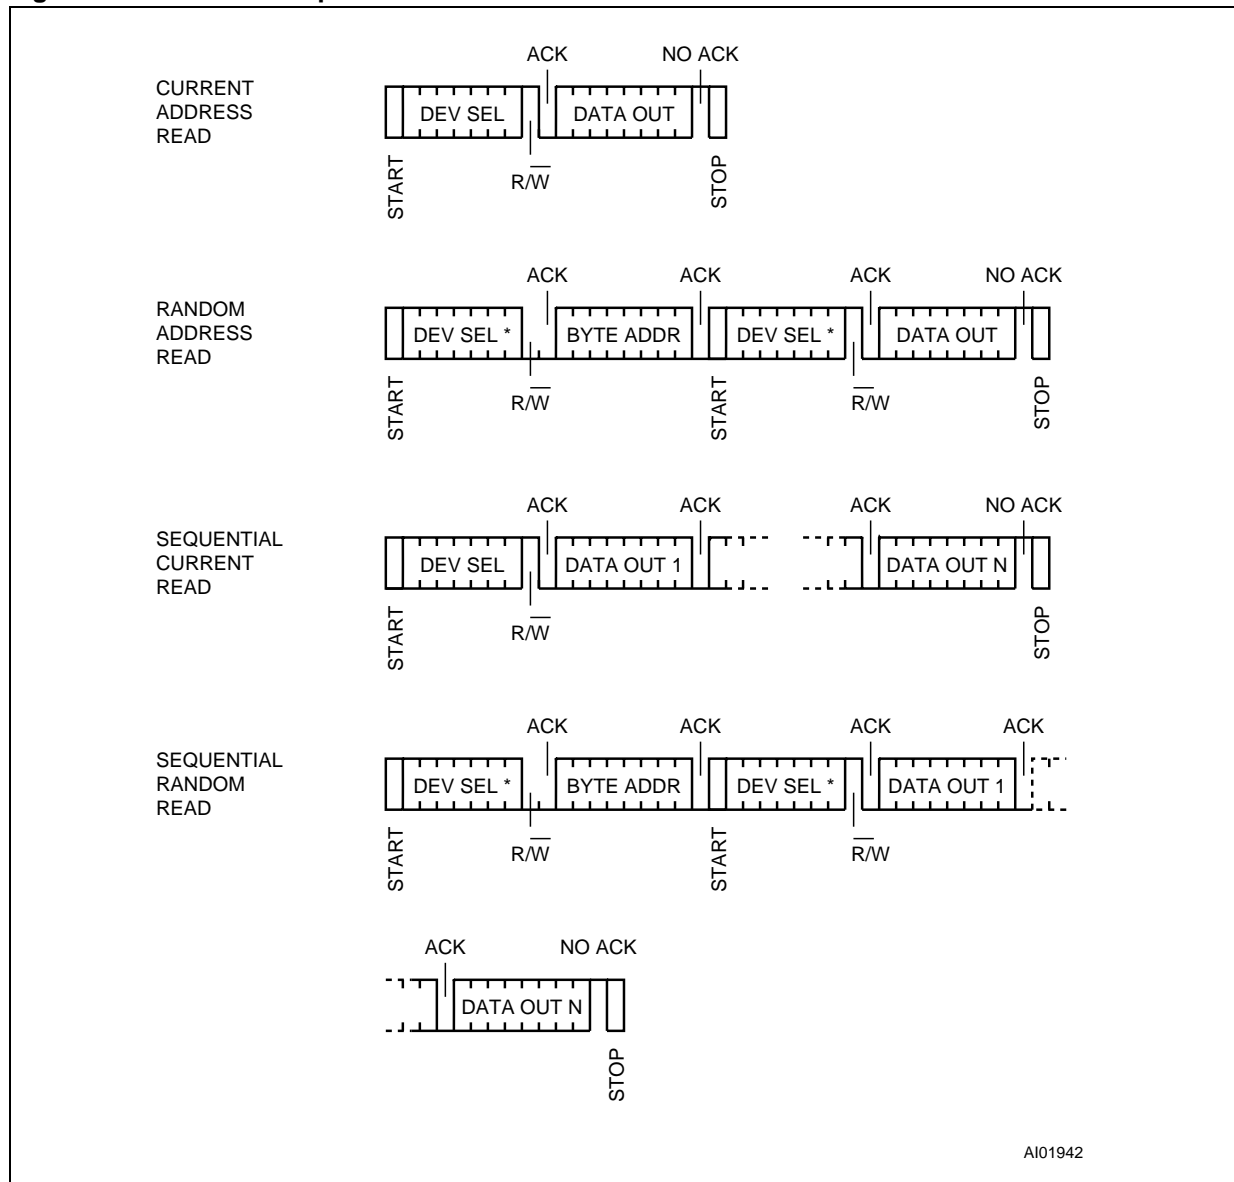 ACK NO ACK
CURRENT
ADDRESS
READ
DEV SEL DATA OUT
START R/W̅ STOP
ACK ACK ACK NO ACK
RANDOM
ADDRESS
READ
DEV SEL * BYTE ADDR DEV SEL * DATA OUT
START R/W̅ START R̅/W STOP
ACK ACK ACK NO ACK
SEQUENTIAL
CURRENT
READ
DEV SEL DATA OUT 1 DATA OUT N
START R/W̅ STOP
ACK ACK ACK ACK
SEQUENTIAL
RANDOM
READ
DEV SEL * BYTE ADDR DEV SEL * DATA OUT 1
START R/W̅ START R̅/W
ACK NO ACK
DATA OUT N
STOP
AI01942